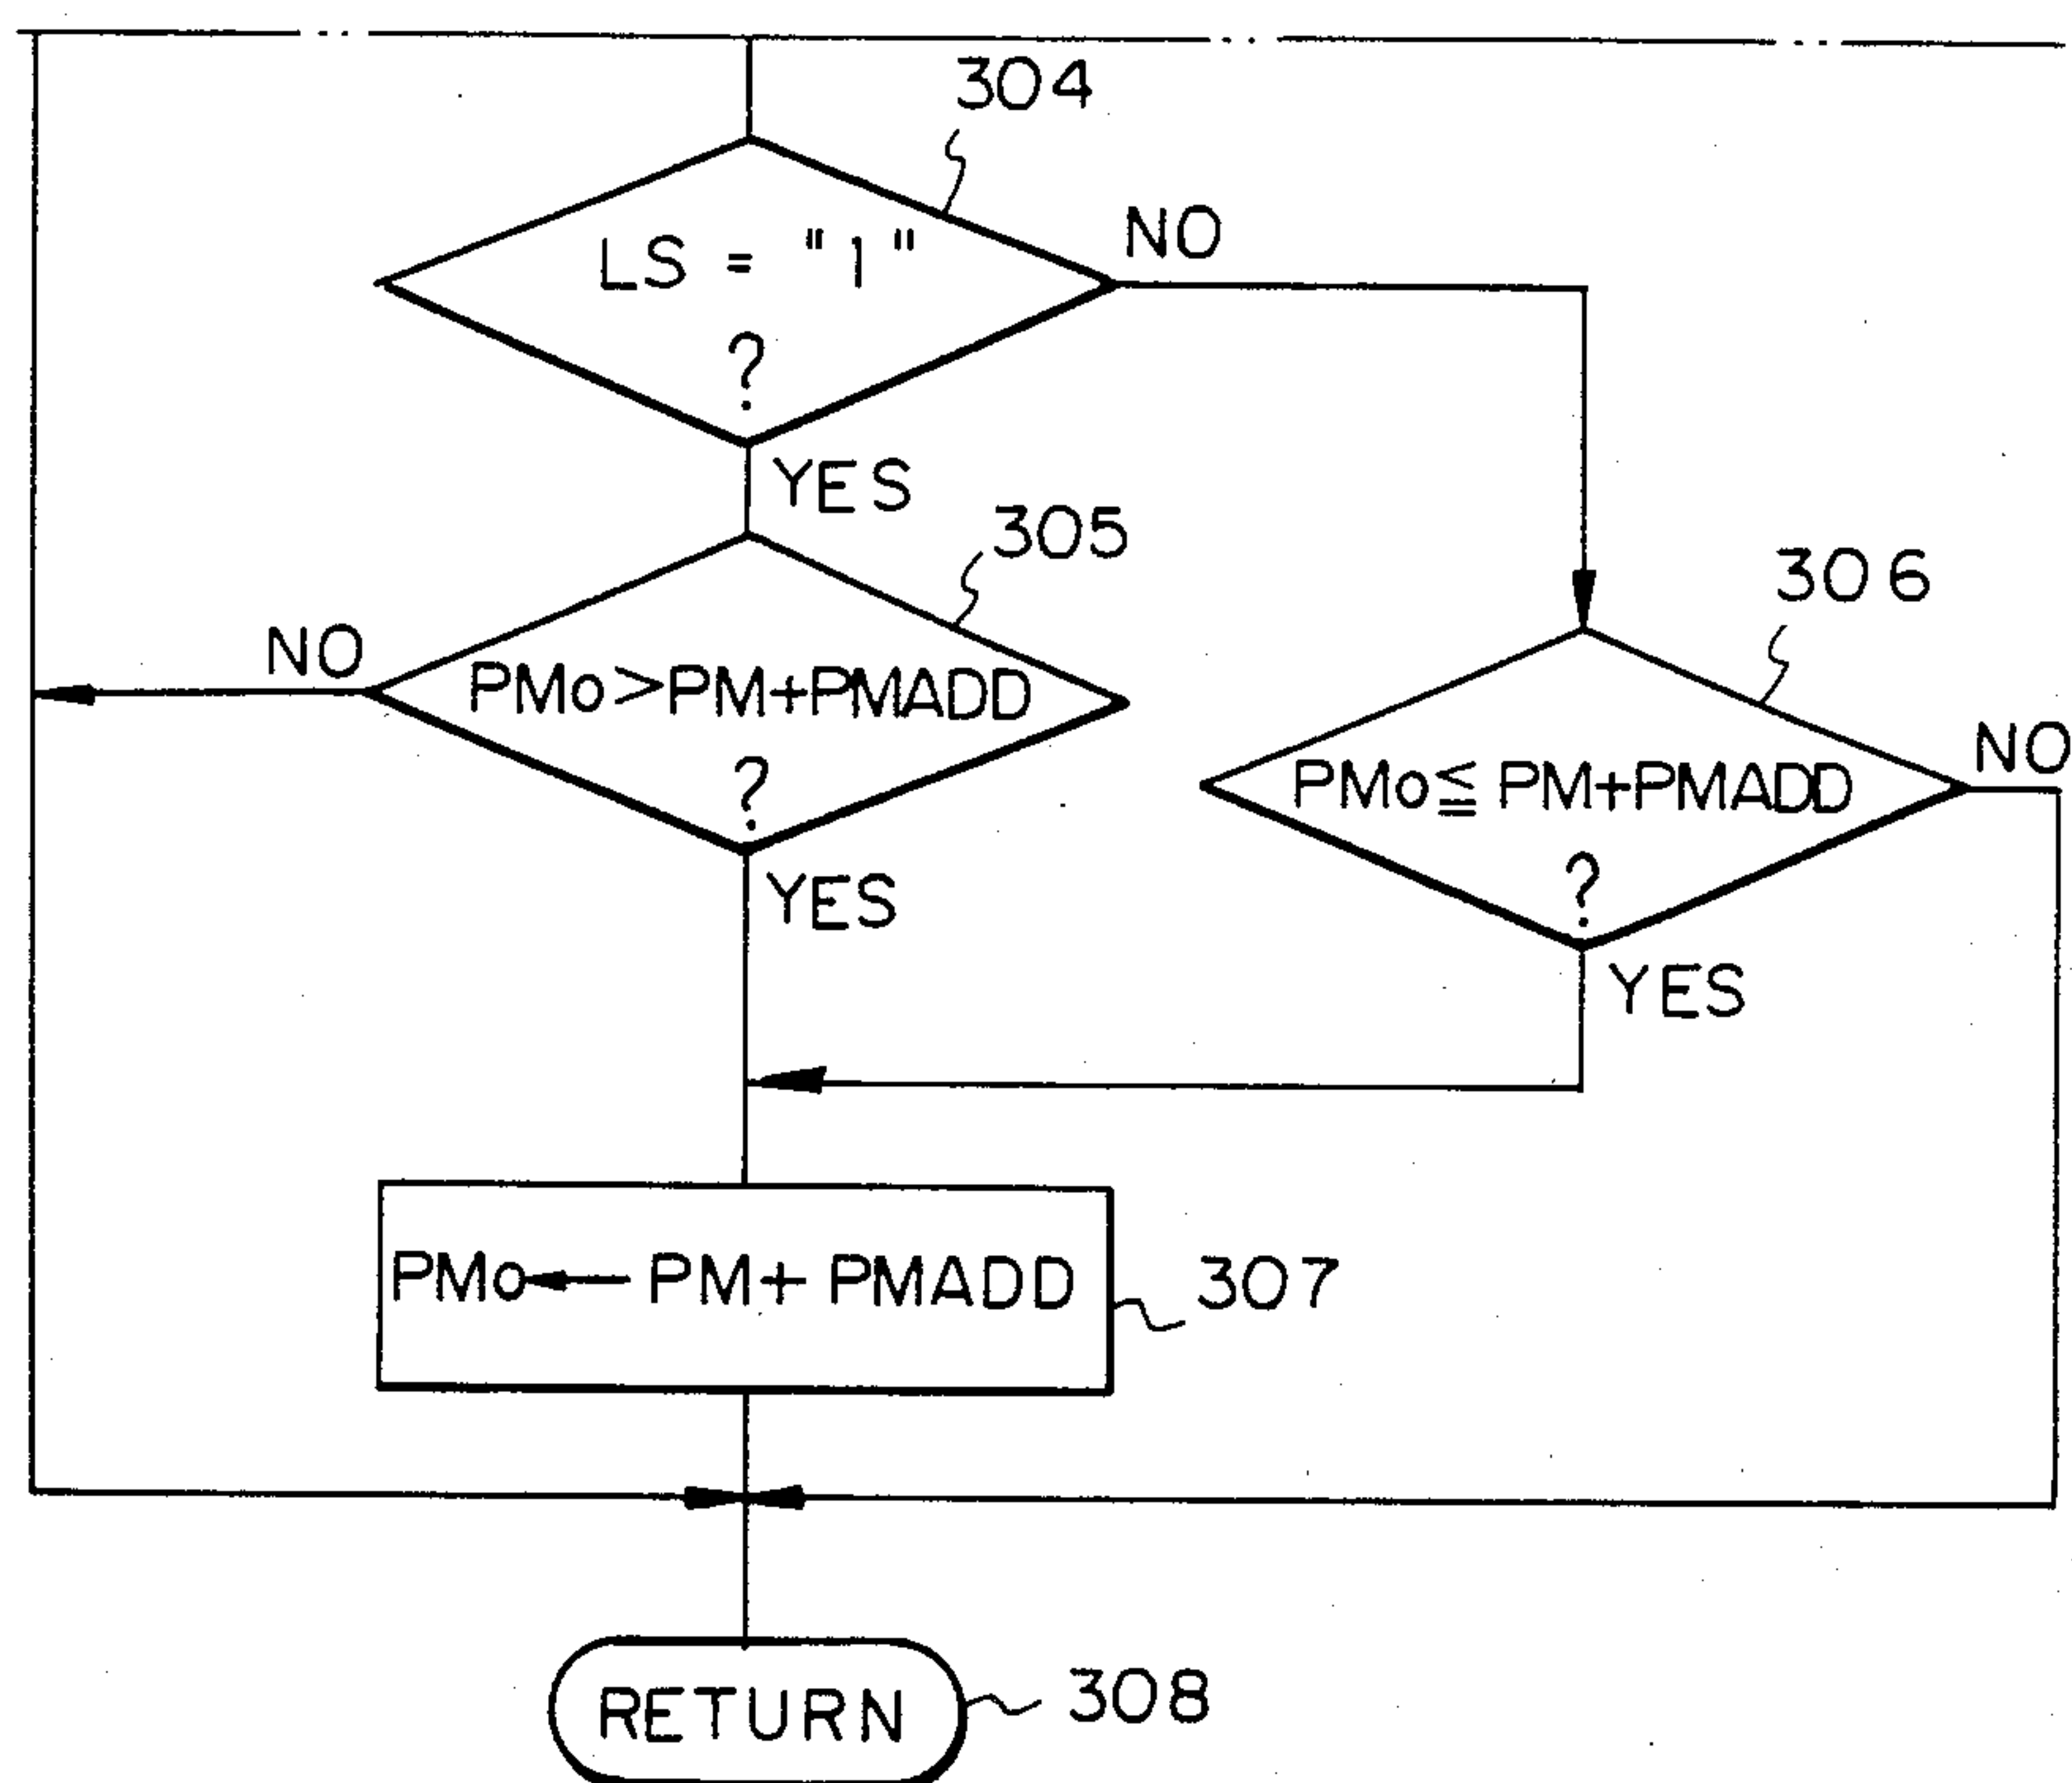 304
LS = "1"
?
NO
YES
305
NO
PMo>PM+PMADD
?
YES
306
PMo≦PM+PMADD
?
NO
YES
PMo← PM+ PMADD
307
RETURN
308